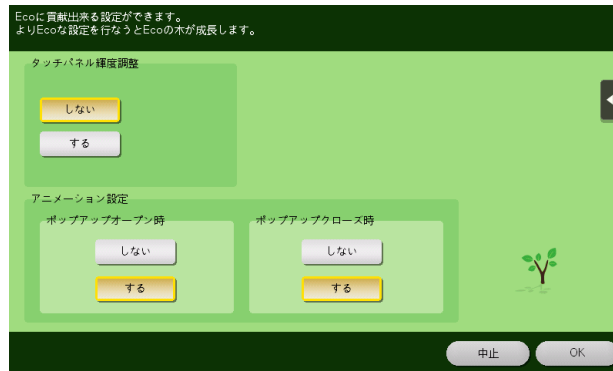 Ecoに貢献出来る設定ができます。
よりEcoな設定を行なうとEcoの木が成長します。
タッチパネル輝度調整
しない
する
アニメーション設定
ポップアップオープン時
ポップアップクローズ時
しない
しない
する
する
中止
OK